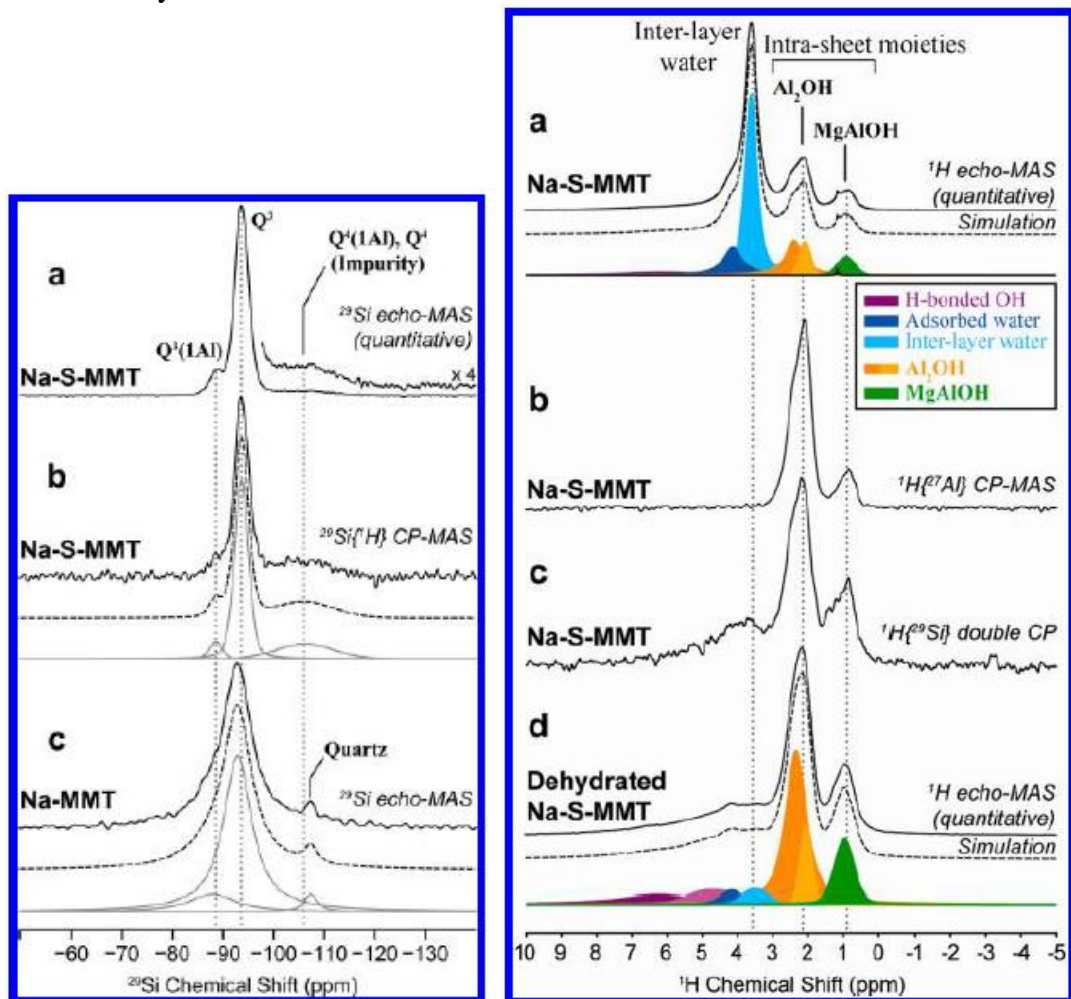 Q³
a
Q⁴(1Al), Q⁴
(Impurity)
²⁹Si echo-MAS
(quantitative)
Q³(1Al)
Na-S-MMT
x 4
b
Na-S-MMT
²⁹Si{¹H} CP-MAS
c
Quartz
Na-MMT
²⁹Si echo-MAS
−60 −70 −80 −90 −100 −110 −120 −130
²⁹Si Chemical Shift (ppm)
Inter-layer
water
Intra-sheet moieties
Al₂OH
a
MgAlOH
Na-S-MMT
¹H echo-MAS
(quantitative)
Simulation
H-bonded OH
Adsorbed water
Inter-layer water
Al₂OH
MgAlOH
b
Na-S-MMT
¹H{²⁷Al} CP-MAS
c
Na-S-MMT
¹H{²⁹Si} double CP
d
Dehydrated
Na-S-MMT
¹H echo-MAS
(quantitative)
Simulation
10 9 8 7 6 5 4 3 2 1 0 -1 -2 -3 -4 -5
¹H Chemical Shift (ppm)